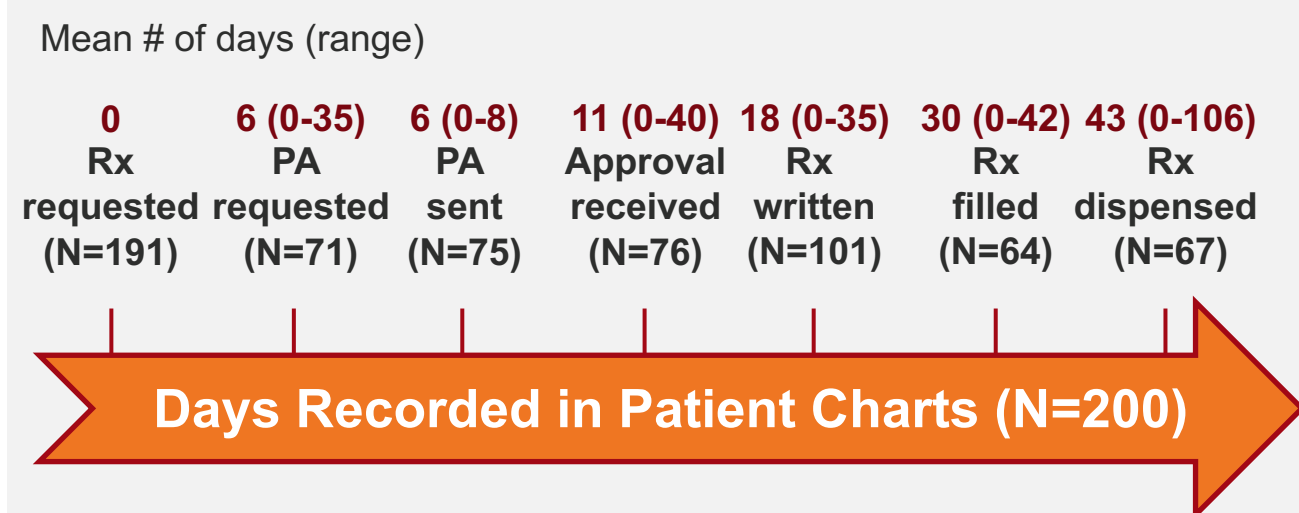 Mean # of days (range)
0
Rx
requested
(N=191)
6 (0-35)
PA
requested
(N=71)
6 (0-8)
PA
sent
(N=75)
11 (0-40)
Approval
received
(N=76)
18 (0-35)
Rx
written
(N=101)
30 (0-42)
Rx
filled
(N=64)
43 (0-106)
Rx
dispensed
(N=67)
Days Recorded in Patient Charts (N=200)